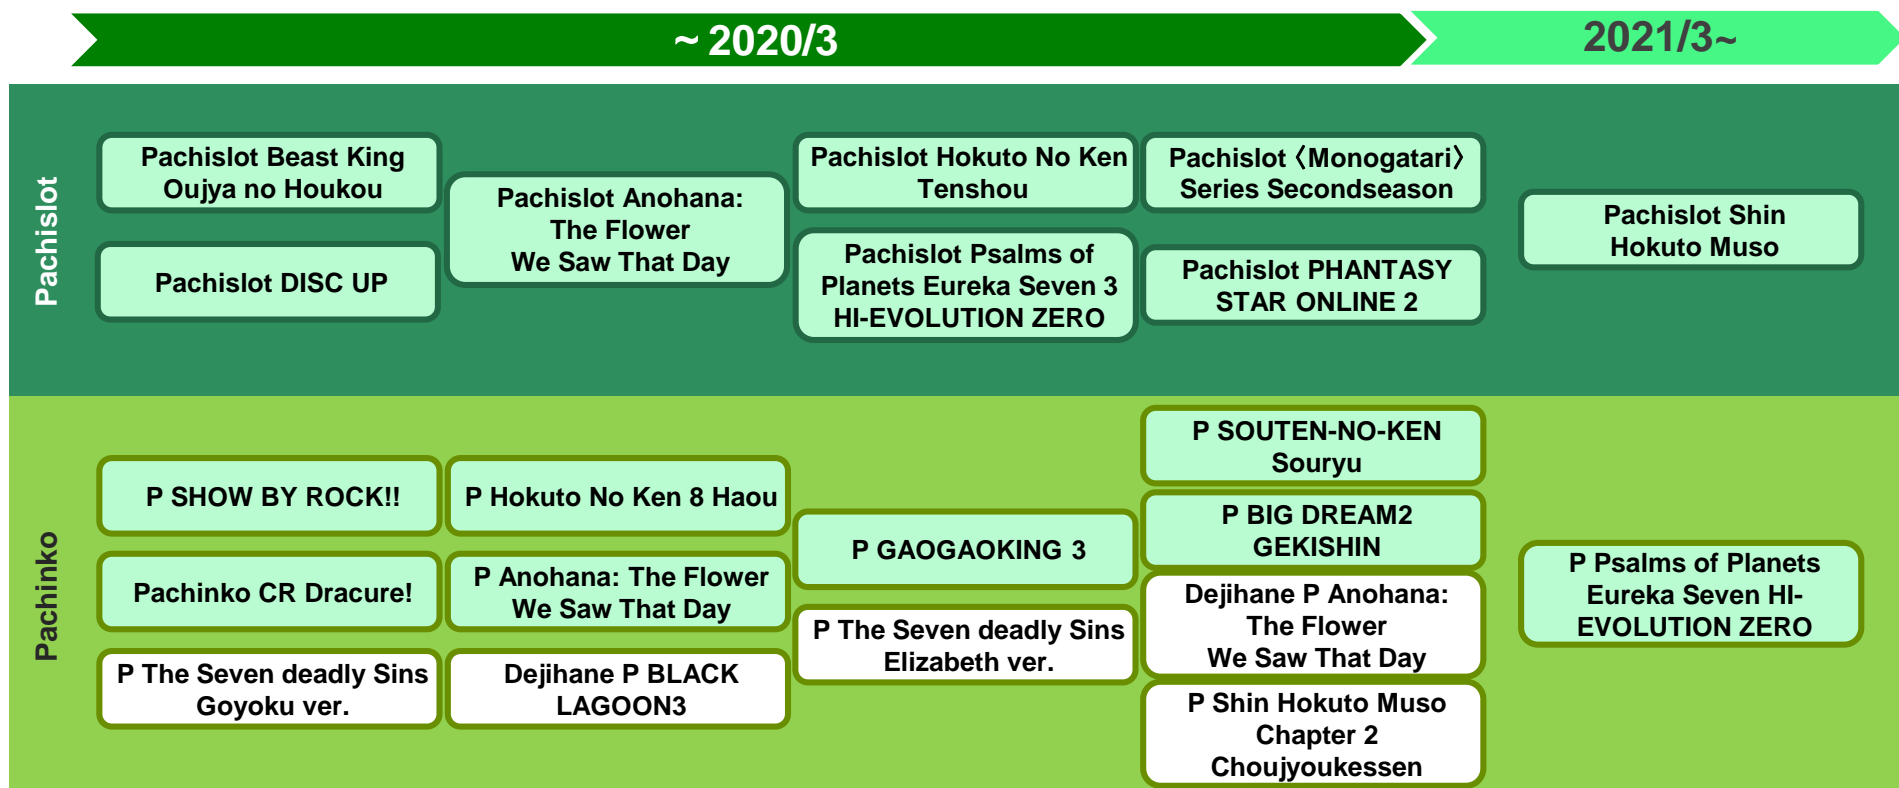 ~ 2020/3
2021/3~
Pachislot
Pachislot Beast King
Oujya no Houkou
Pachislot DISC UP
Pachislot Anohana:
The Flower
We Saw That Day
Pachislot Hokuto No Ken
Tenshou
Pachislot Psalms of
Planets Eureka Seven 3
HI-EVOLUTION ZERO
Pachislot〈Monogatari〉
Series Secondseason
Pachislot PHANTASY
STAR ONLINE 2
Pachislot Shin
Hokuto Muso
Pachinko
P SHOW BY ROCK!!
Pachinko CR Dracure!
P The Seven deadly Sins
Goyoku ver.
P Hokuto No Ken 8 Haou
P Anohana: The Flower
We Saw That Day
Dejihane P BLACK
LAGOON3
P GAOGAOKING 3
P The Seven deadly Sins
Elizabeth ver.
P SOUTEN-NO-KEN
Souryu
P BIG DREAM2
GEKISHIN
Dejihane P Anohana:
The Flower
We Saw That Day
P Shin Hokuto Muso
Chapter 2
Choujyoukessen
P Psalms of Planets
Eureka Seven HI-
EVOLUTION ZERO